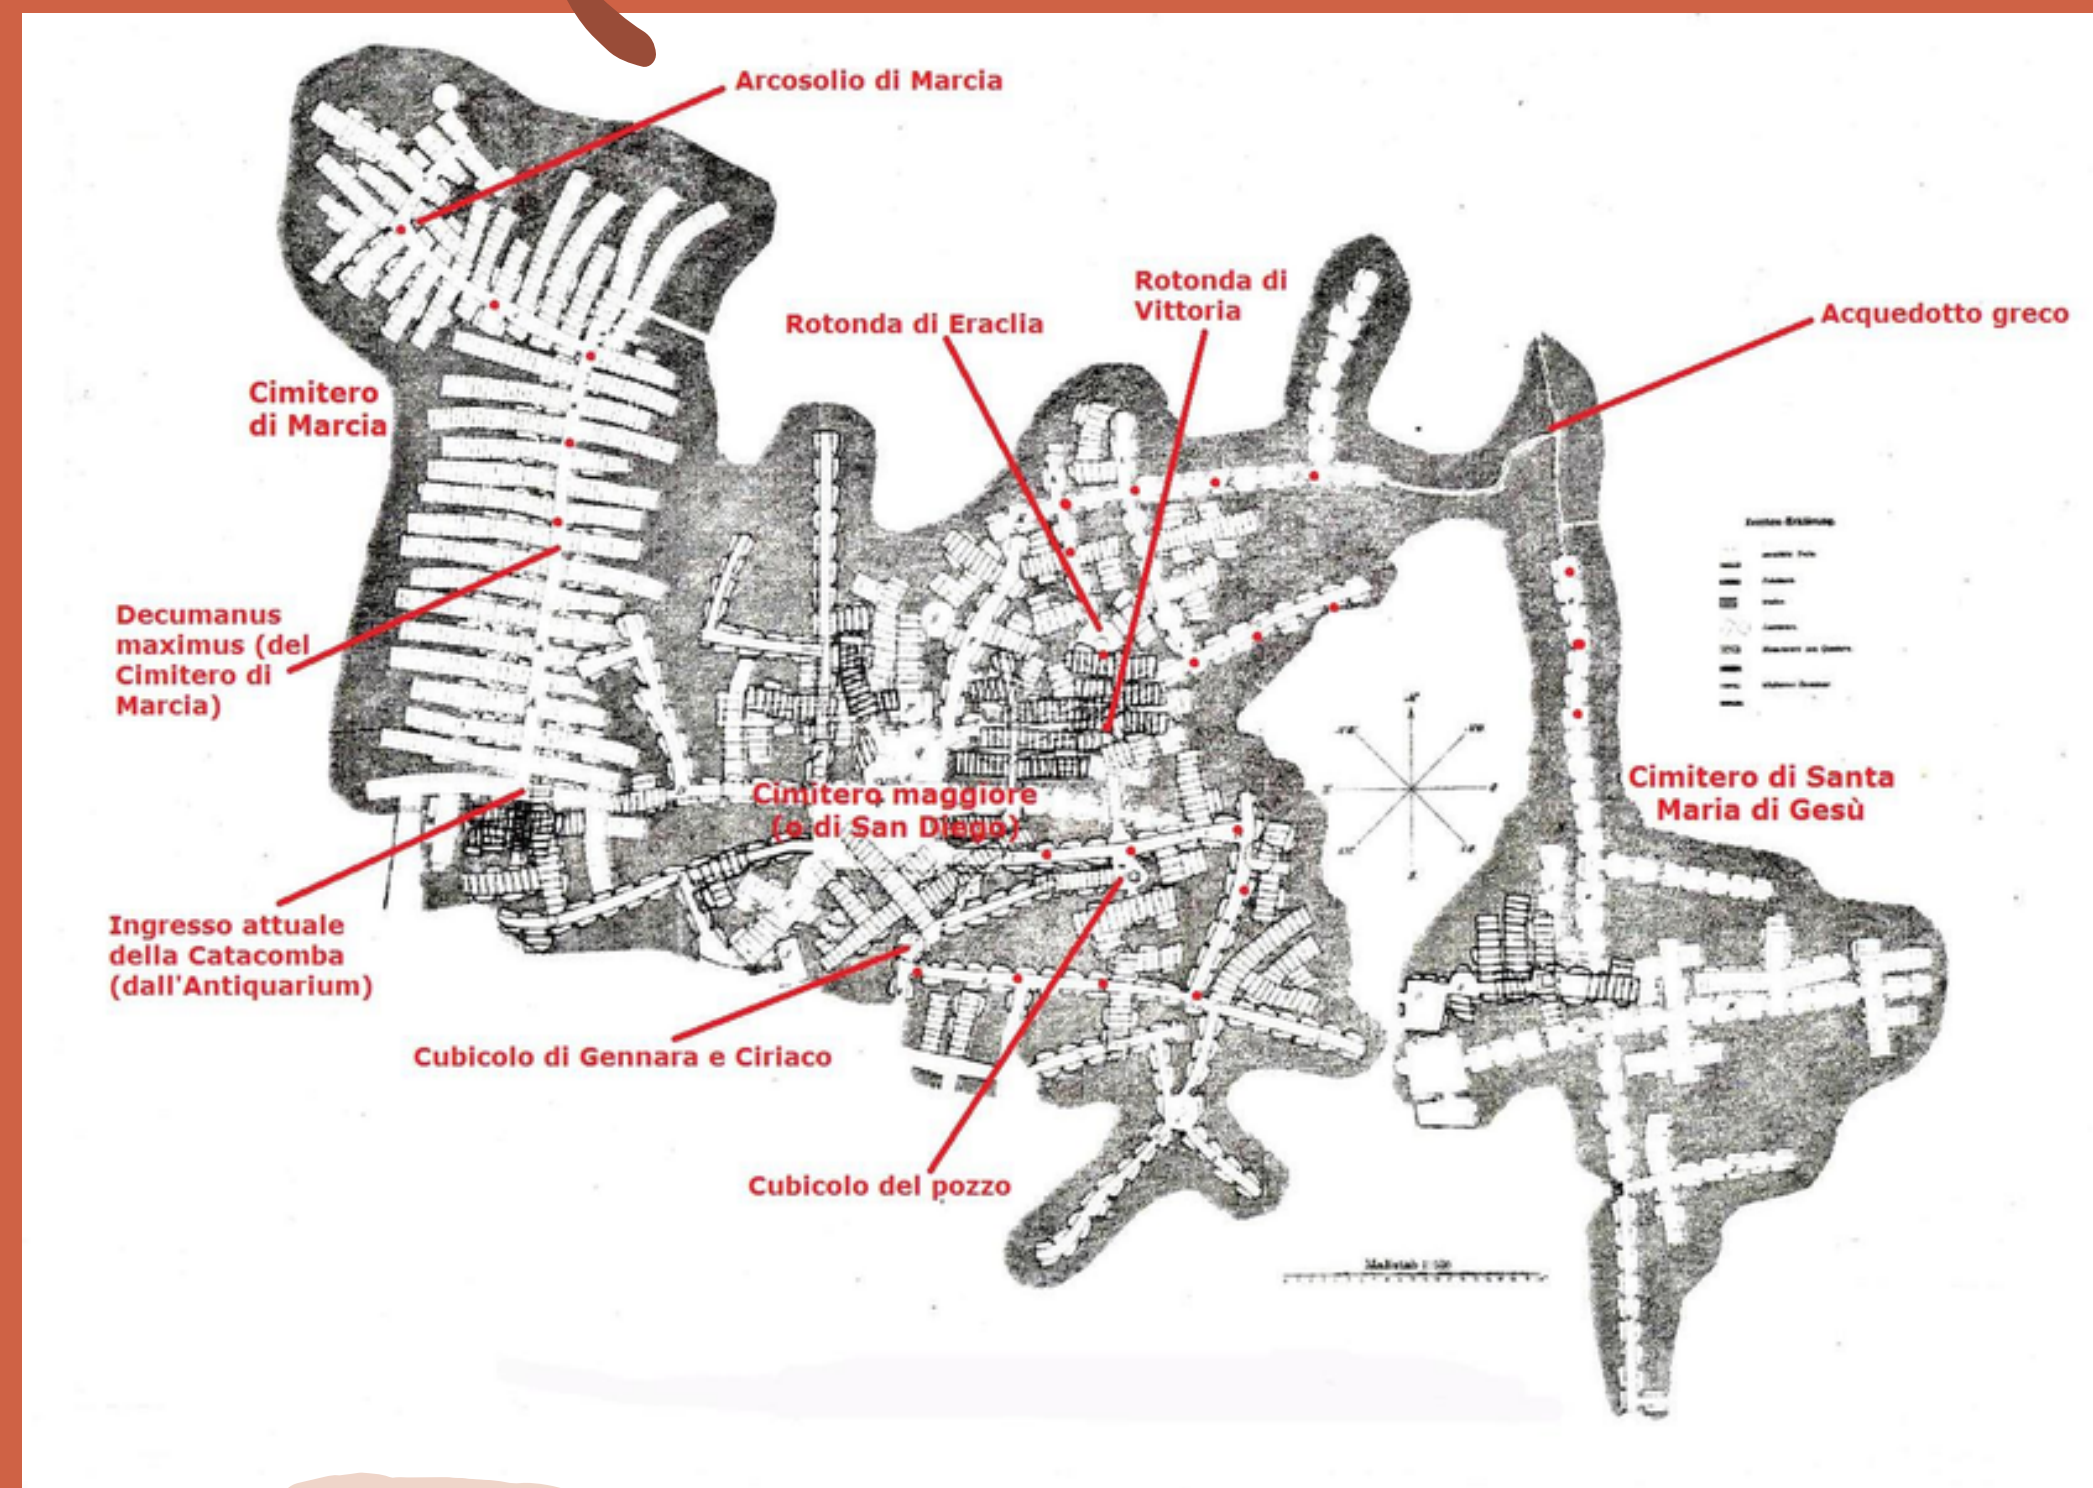 Arcosolio di Marcia
Rotonda di
Vittoria
Rotonda di Eraclia
Acquedotto greco
Cimitero
di Marcia
Decumanus
maximus (del
Cimitero di
Marcia)
Cimitero di Santa
Maria di Gesù
Cimitero maggiore
(o di San Diego)
Ingresso attuale
della Catacomba
(dall'Antiquarium)
Cubicolo di Gennara e Ciriaco
Cubicolo del pozzo